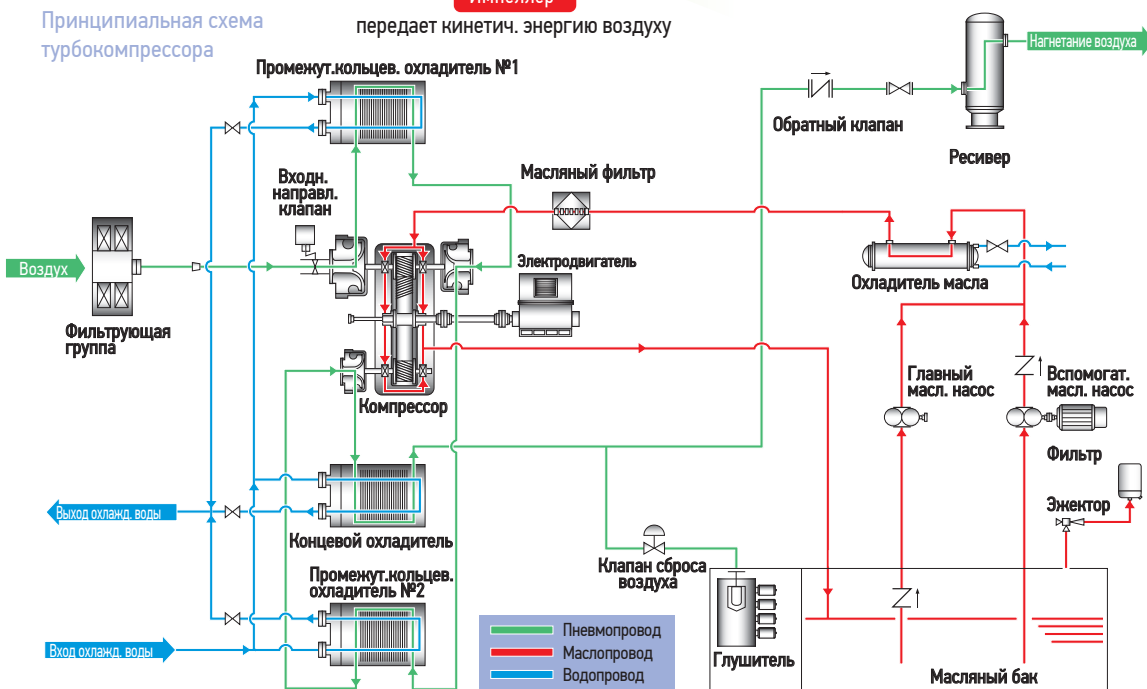 Импеллер
передает кинетич. энергию воздуху
Принципиальная схема
турбокомпрессора
Промежут.кольцев. охладитель №1
Нагнетание воздуха
Обратный клапан
Ресивер
Входн.
направл.
клапан
Масляный фильтр
Воздух
Электродвигатель
Охладитель масла
Фильтрующая
группа
Компрессор
Главный
масл. насос
Вспомогат.
масл. насос
Фильтр
Эжектор
Выход охлажд. воды
Концевой охладитель
Клапан сброса
воздуха
Промежут.кольцев.
охладитель №2
Вход охлажд. воды
Пневмопровод
Маслопровод
Водопровод
Глушитель
Масляный бак